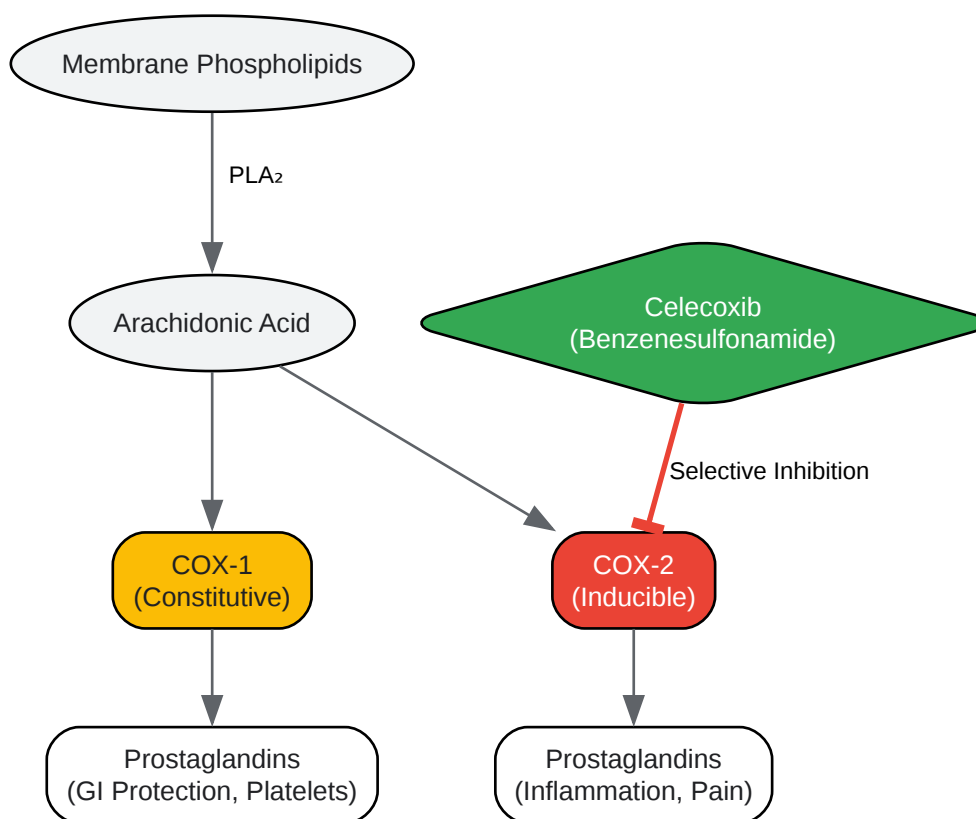 Membrane Phospholipids
PLA₂
Arachidonic Acid
Celecoxib
(Benzenesulfonamide)
Selective Inhibition
COX-1
(Constitutive)
COX-2
(Inducible)
Prostaglandins
(GI Protection, Platelets)
Prostaglandins
(Inflammation, Pain)